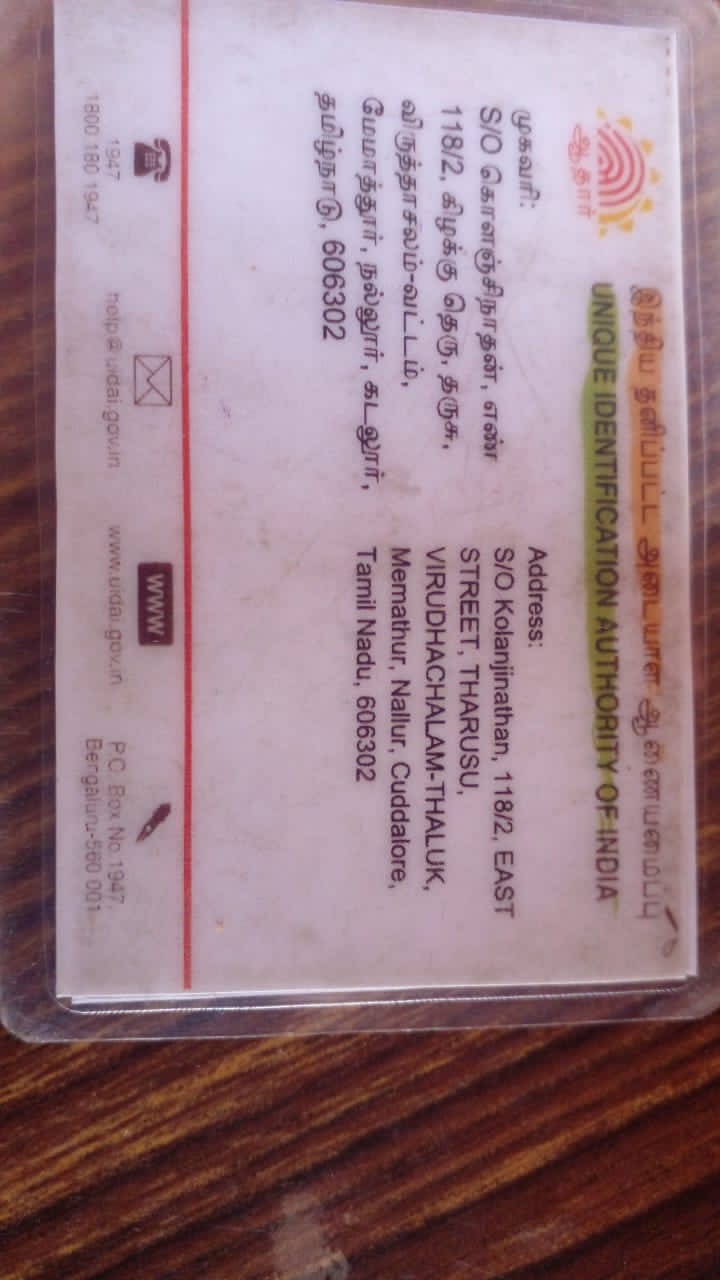 இந்திய தனிப்பட்ட அடையாள ஆணையமைப்பு
UNIQUE IDENTIFICATION AUTHORITY OF INDIA
ஆதார்
முகவரி:
S/O கொளஞ்சிநாதன், எண்
118/2, கிழக்கு தெரு, தருசு,
விருத்தாசலம்-வட்டம்,
மேமாத்தூர், நல்லூர், கடலூர்,
தமிழ்நாடு, 606302
Address:
S/O Kolanjinathan, 118/2, EAST
STREET, THARUSU,
VIRUDHACHALAM-THALUK,
Memathur, Nallur, Cuddalore,
Tamil Nadu, 606302
1947
1800 180 1947
help@uidai.gov.in
www
www.uidai.gov.in
P.O. Box No.1947,
Bengaluru-560 001